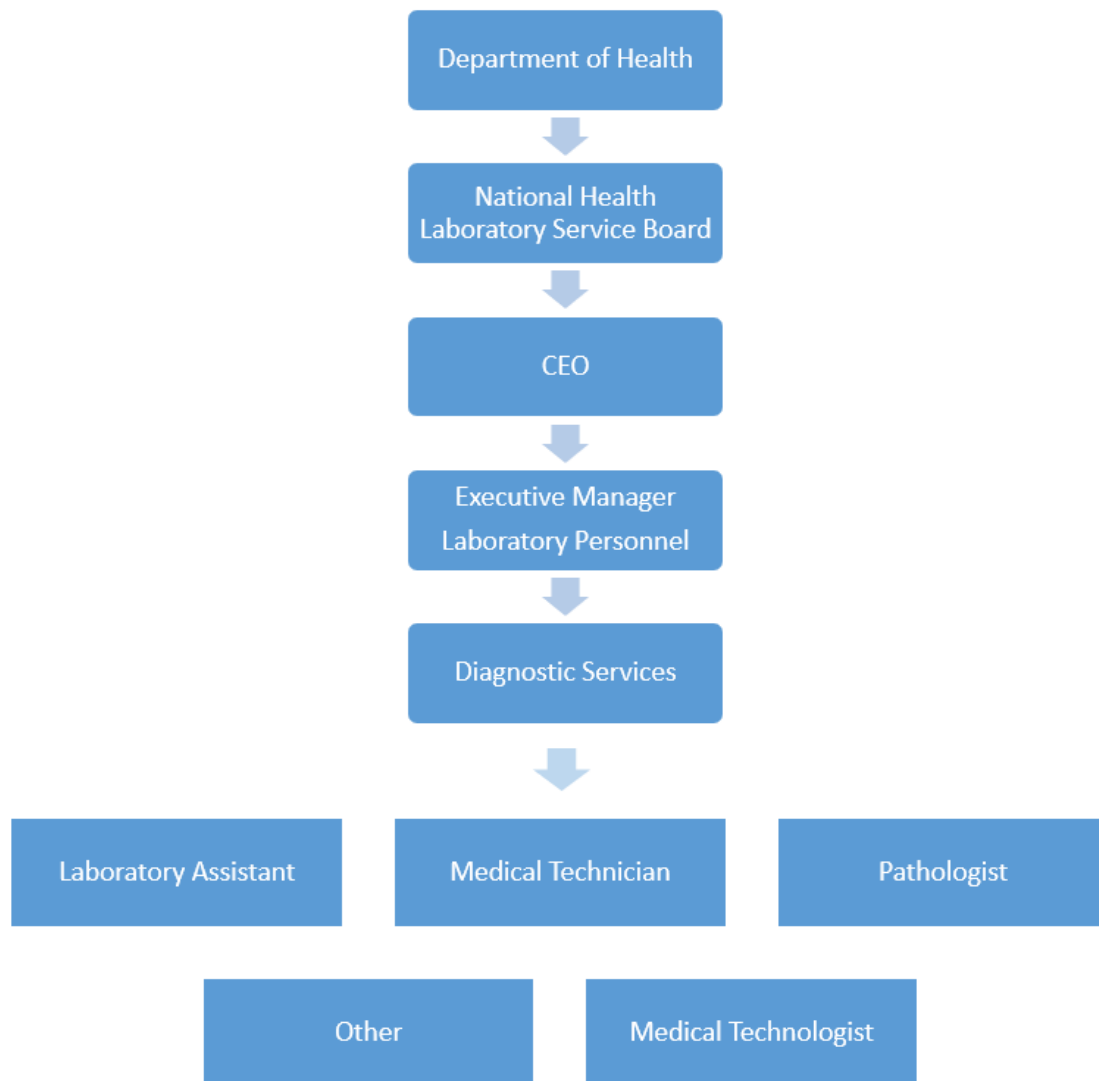 Department of Health
National Health
Laboratory Service Board
CEO
Executive Manager
Laboratory Personnel
Diagnostic Services
Laboratory Assistant
Medical Technician
Pathologist
Other
Medical Technologist